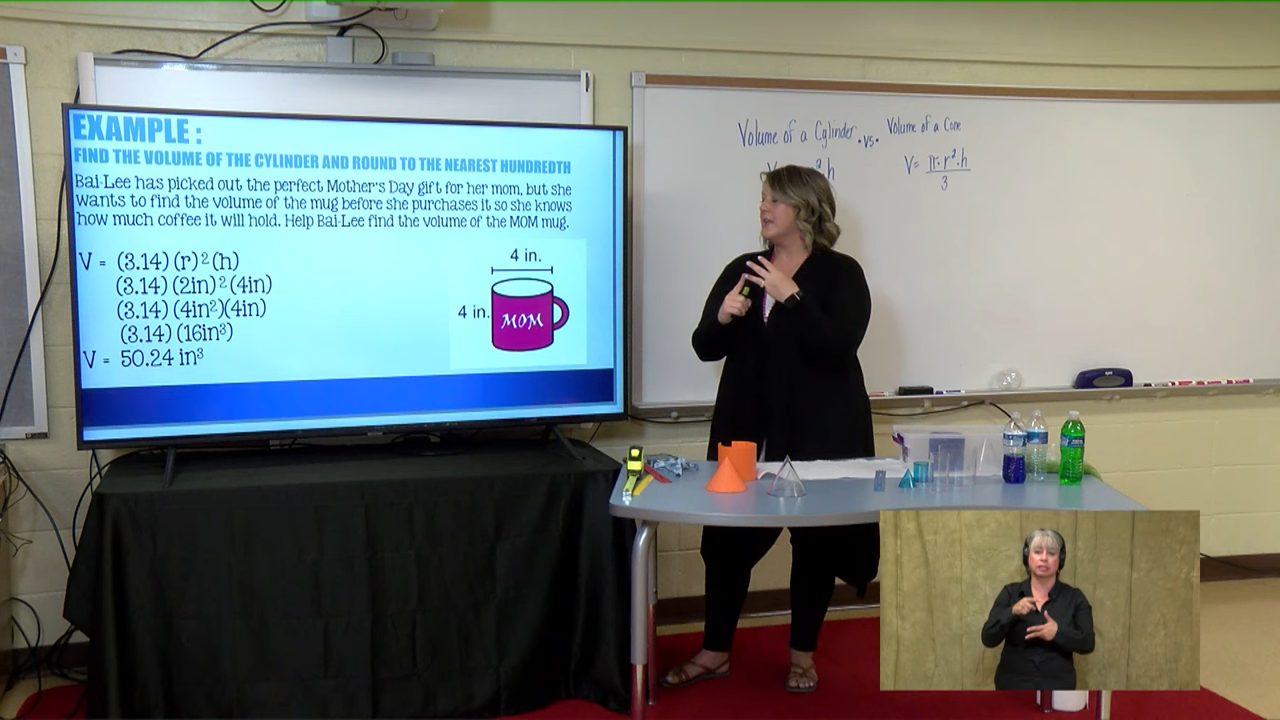 EXAMPLE :
FIND THE VOLUME OF THE CYLINDER AND ROUND TO THE NEAREST HUNDREDTH
Bai-Lee has picked out the perfect Mother's Day gift for her mom, but she
wants to find the volume of the mug before she purchases it so she knows
how much coffee it will hold. Help Bai-Lee find the volume of the MOM mug.
V = (3.14) (r)² (h)
(3.14) (2in)² (4in)
(3.14) (4in²)(4in)
(3.14) (16in³)
V = 50.24 in³
4 in.
4 in.
MOM
Volume of a Cylinder .vs. Volume of a Cone
V=
²h
V= π·r²·h
3